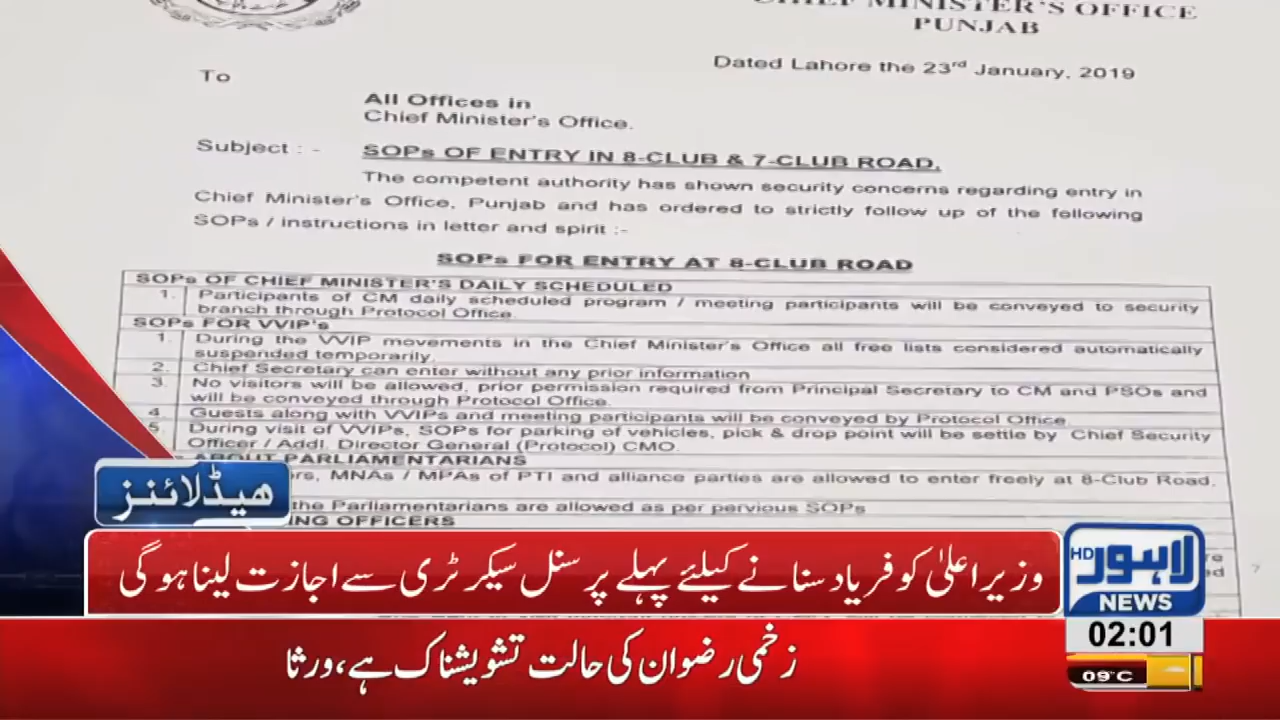 CHIEF MINISTER'S OFFICE
PUNJAB
Dated Lahore the 23rd January, 2019
To
All Offices in
Chief Minister's Office.
Subject : - SOPs OF ENTRY IN 8-CLUB & 7-CLUB ROAD.
The competent authority has shown security concerns regarding entry in
Chief Minister's Office, Punjab and has ordered to strictly follow up of the following
SOPs / instructions in letter and spirit :-
SOPs FOR ENTRY AT 8-CLUB ROAD
SOPs OF CHIEF MINISTER'S DAILY SCHEDULED
1. Participants of CM daily scheduled program / meeting participants will be conveyed to security
branch through Protocol Office.
SOPs FOR VVIP's
1. During the VVIP movements in the Chief Minister's Office all free lists considered automatically
suspended temporarily.
2. Chief Secretary can enter without any prior information
3. No visitors will be allowed, prior permission required from Principal Secretary to CM and PSOs and
will be conveyed through Protocol Office.
4. Guests along with VVIPs and meeting participants will be conveyed by Protocol Office.
5. During visit of VVIPs, SOPs for parking of vehicles, pick & drop point will be settle by Chief Security
Officer / Addl. Director General (Protocol) CMO.
ABOUT PARLIAMENTARIANS
MNAs / MPAs of PTI and alliance parties are allowed to enter freely at 8-Club Road.
the Parliamentarians are allowed as per pervious SOPs
OFFICERS
ہیڈلائنز
وزیراعلیٰ کو فریاد سنانے کیلئے پہلے پرسنل سیکرٹری سے اجازت لینا ہوگی
زخمی رضوان کی حالت تشویشناک ہے، ورثا
HD لاہور
NEWS
02:01
09°C